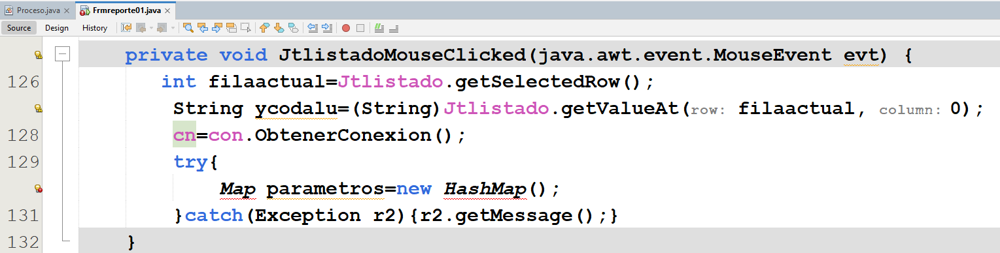 Proceso.java Frmreporte01.java
Source Design History
private void JtlistadoMouseClicked(java.awt.event.MouseEvent evt) {
126 int filaactual=Jtlistado.getSelectedRow();
String ycodalu=(String)Jtlistado.getValueAt(row: filaactual, column: 0);
128 cn=con.ObtenerConexion();
129 try{
Map parametros=new HashMap();
131 }catch(Exception r2){r2.getMessage();}
132 }